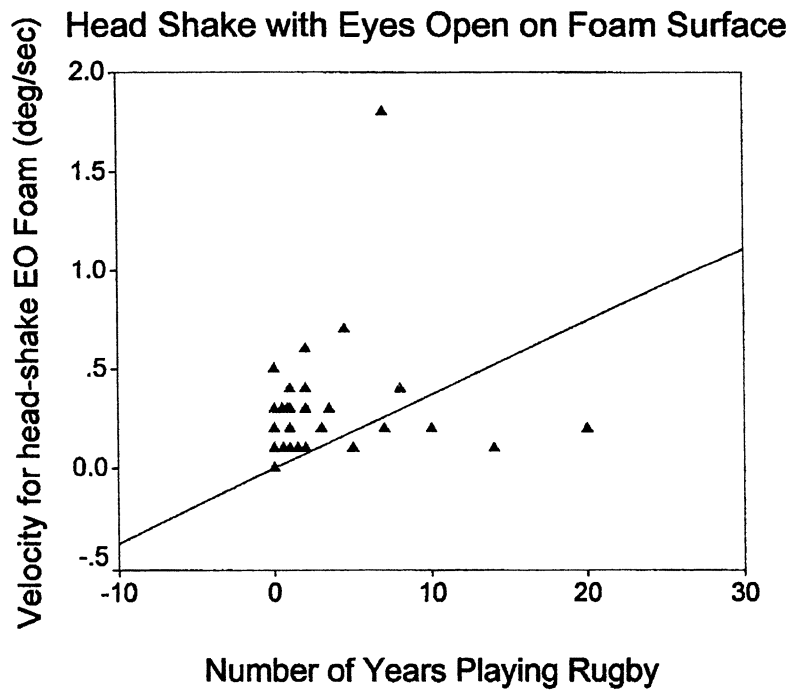 Head Shake with Eyes Open on Foam Surface
Velocity for head-shake EO Foam (deg/sec)
2.0
1.5
1.0
.5
0.0
-.5
-10 0 10 20 30
Number of Years Playing Rugby